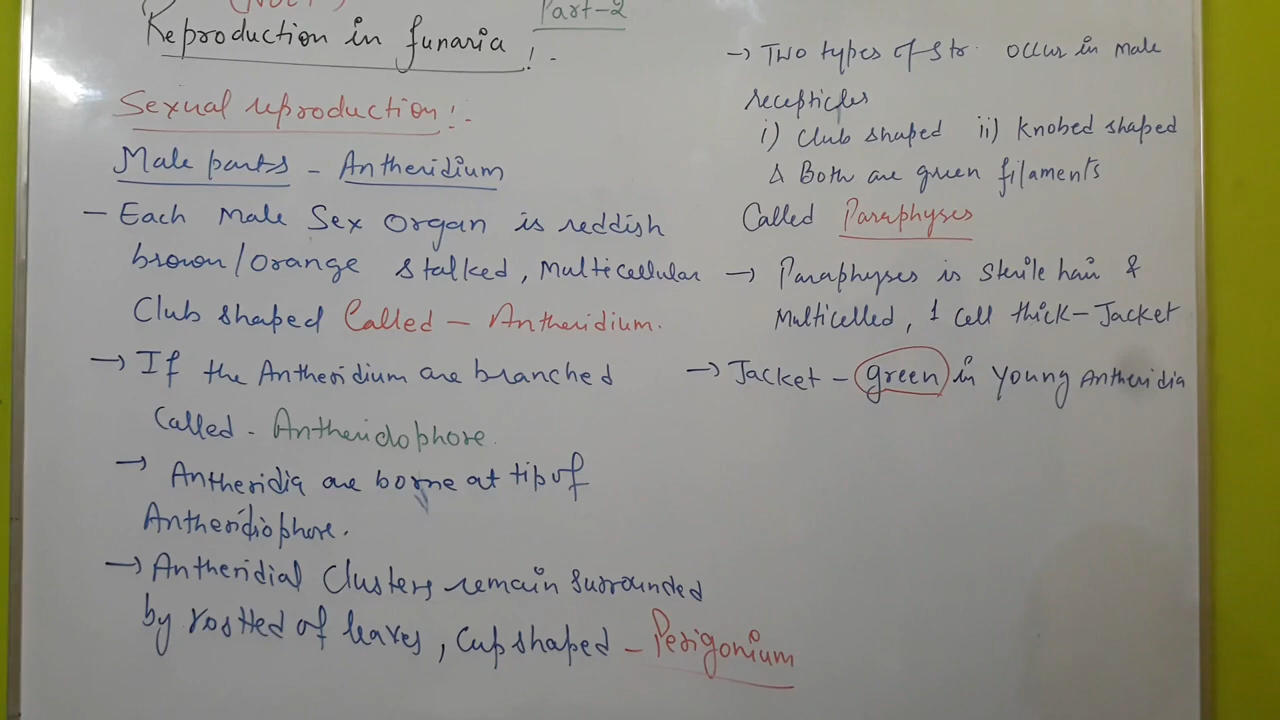 Part-2
Reproduction in funaria !.-
Sexual reproduction :-
Male parts - Antheridium
- Each Male Sex Organ is reddish
brown/Orange stalked, Multicellular
Club shaped Called - Antheridium.
→ If the Antheridium are branched
Called - Antheridophore.
→ Antheridia are borne at tip of
Antheridiophore.
→ Antheridial Clusters remain surrounded
by rostted of leaves, Cup shaped - Perigonium
→ Two types of Str. occur in Male
recepticles
i) Club shaped ii) Knobed shaped
& Both are green filaments
Called Paraphyses
→ Paraphyses is sterile hair &
Multicelled, 1 cell thick - Jacket
→ Jacket - green in young Antheridia